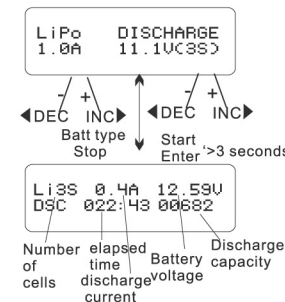 LiPo DISCHARGE
1.0A 11.1V(3S)
- + - +
◀DEC INC▶ ◀DEC INC▶
Batt type
Stop
Start
Enter '>3 seconds
Li3S 0.4A 12.59V
DSC 022:43 00682
Number of cells
elapsed time
discharge current
Battery voltage
Discharge capacity